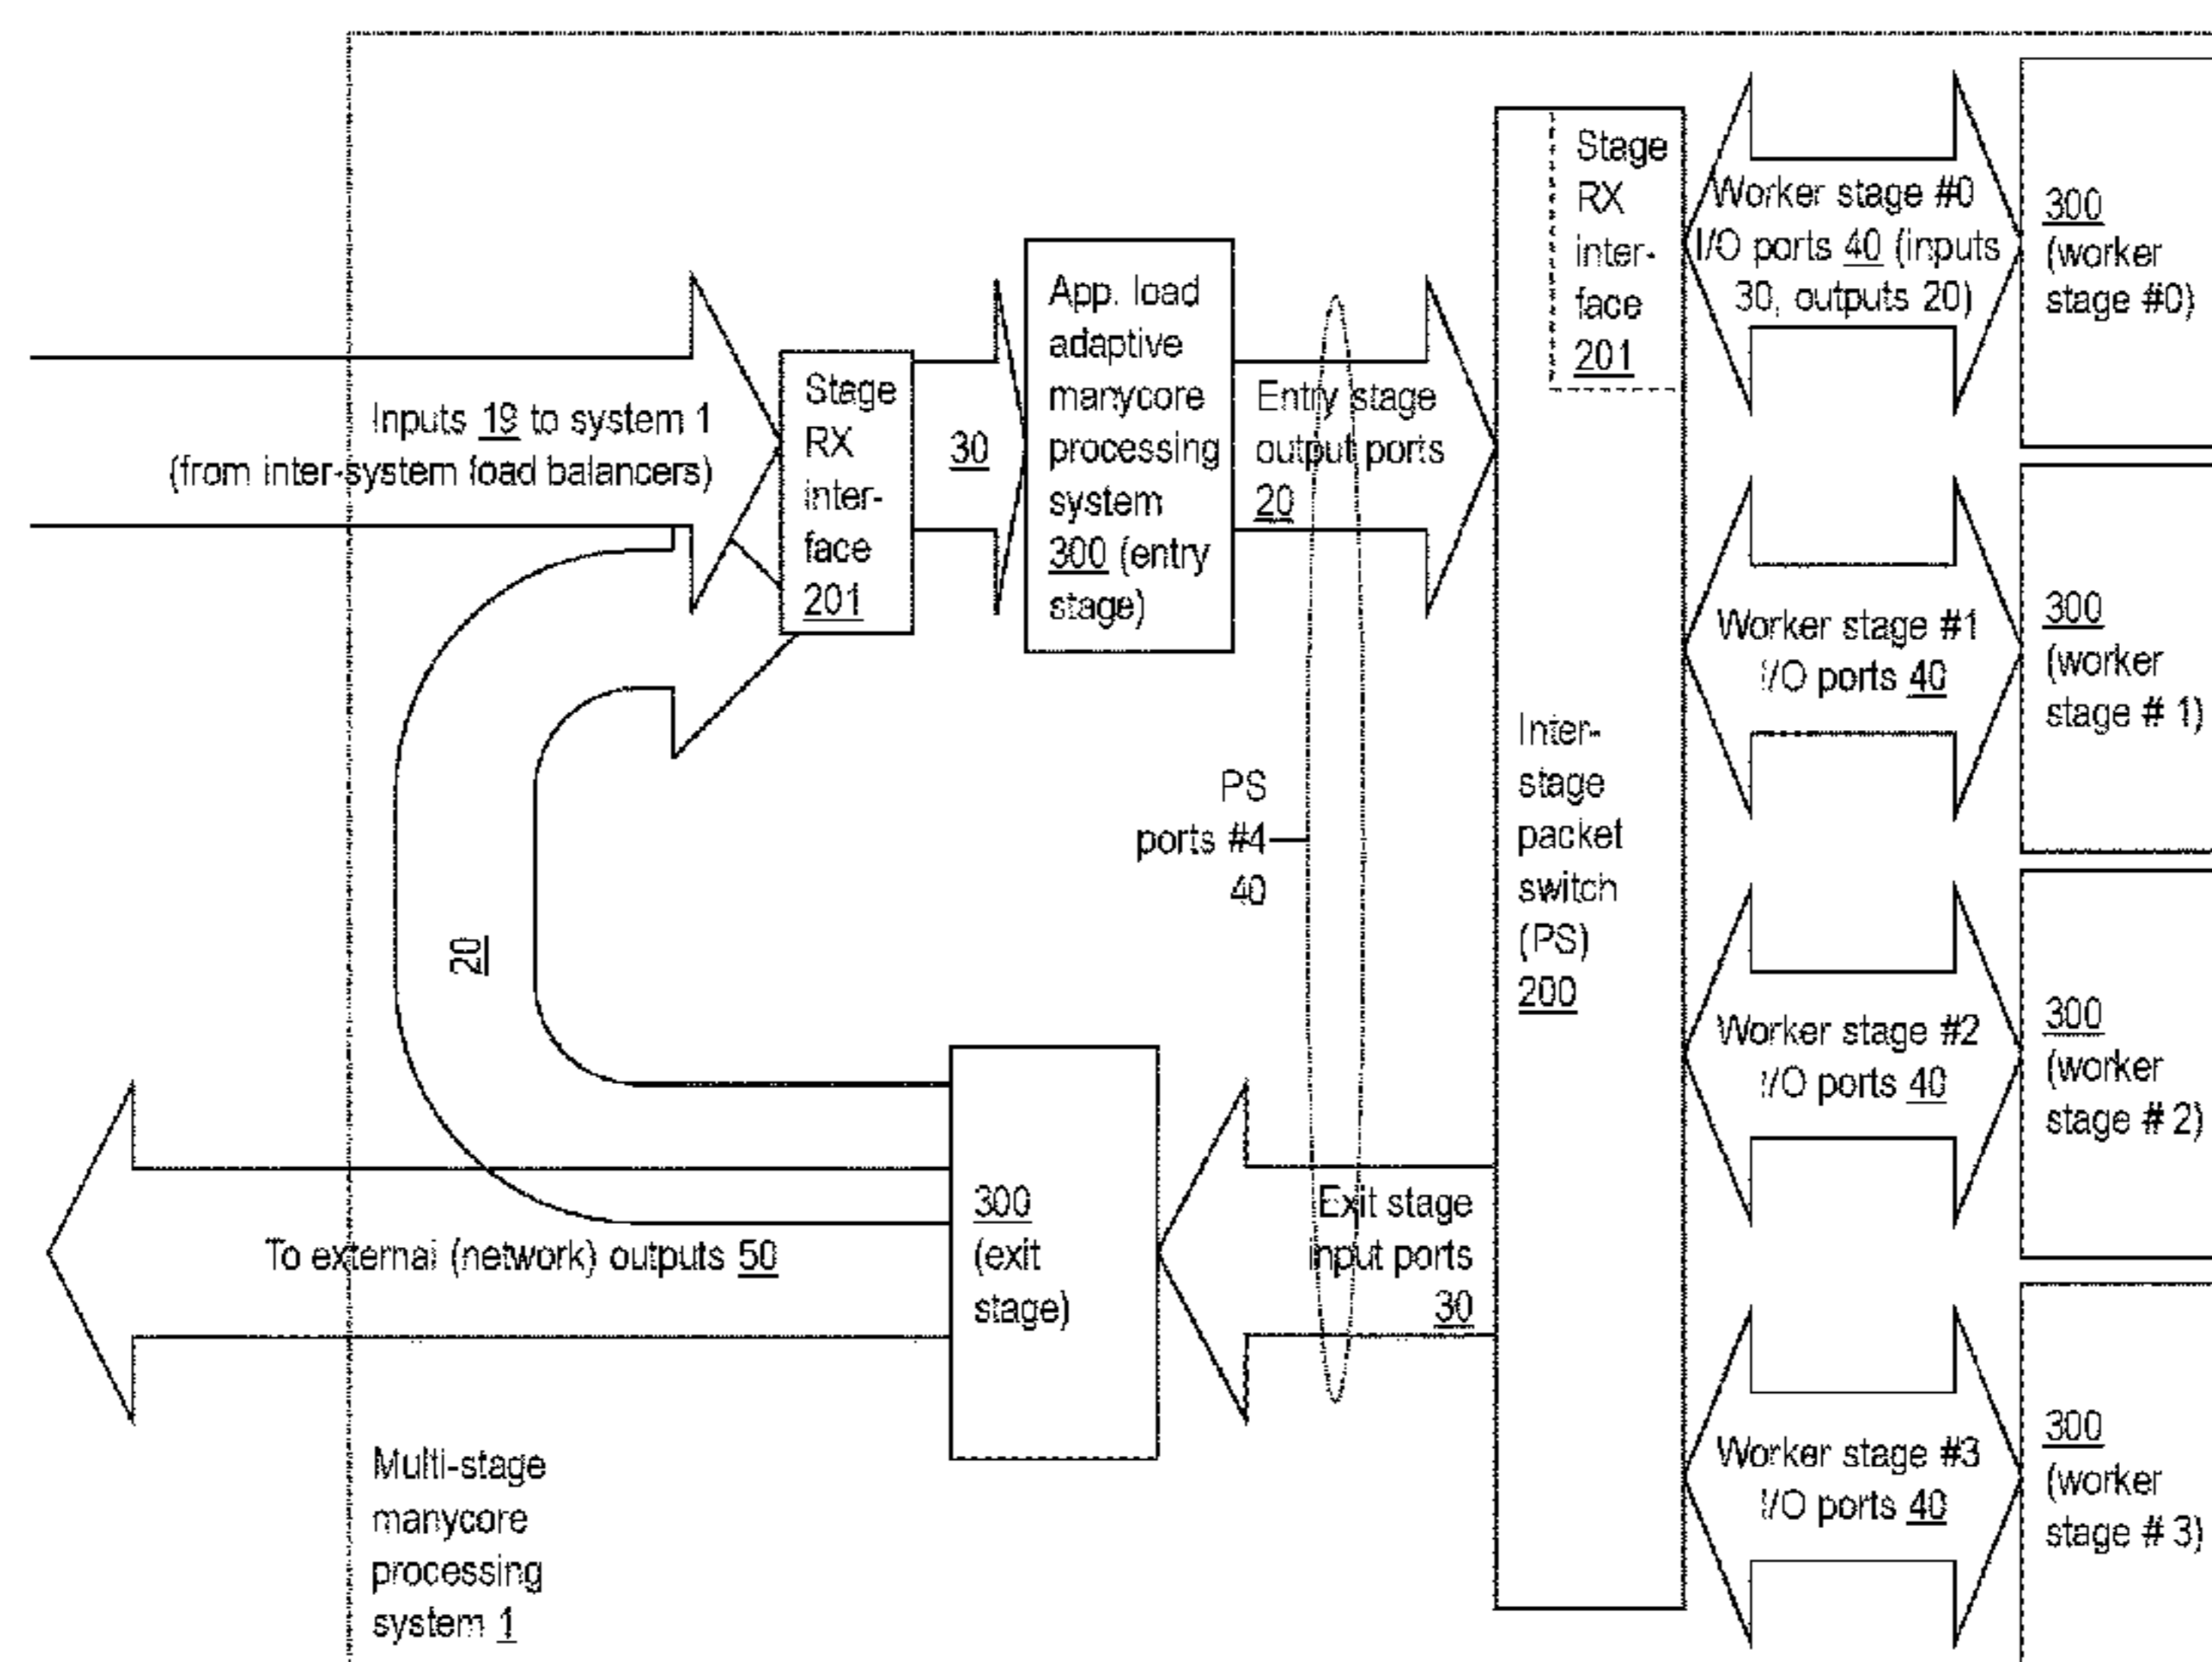 Inputs 19 to system 1
(from inter-system load balancers)
Stage
RX
inter-
face
201
30
App. load
adaptive
manycore
processing
system
300 (entry
stage)
Entry stage
output ports
20
Stage
RX
inter-
face
201
Worker stage #0
I/O ports 40 (inputs
30, outputs 20)
300
(worker
stage #0)
Worker stage #1
I/O ports 40
300
(worker
stage # 1)
PS
ports #4
40
Inter-
stage
packet
switch
(PS)
200
20
Worker stage #2
I/O ports 40
300
(worker
stage # 2)
To external (network) outputs 50
300
(exit
stage)
Exit stage
input ports
30
Worker stage #3
I/O ports 40
300
(worker
stage # 3)
Multi-stage
manycore
processing
system 1